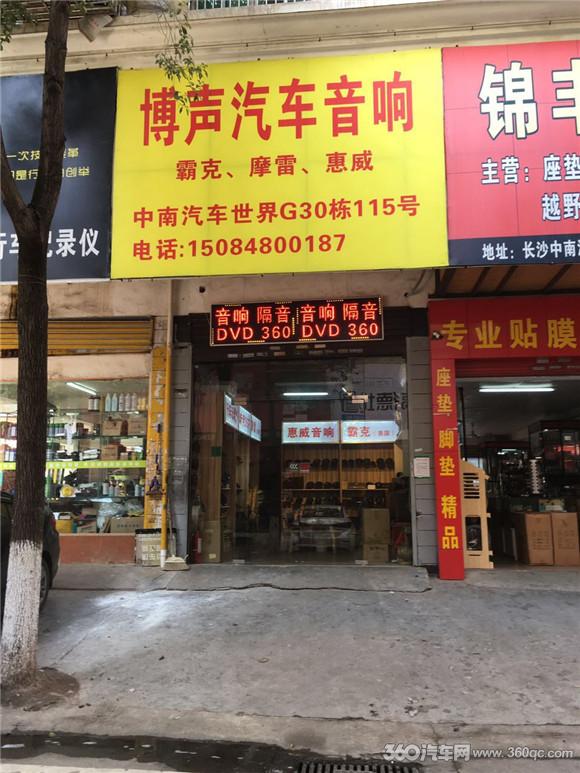 博声汽车音响
霸克、摩雷、惠威
中南汽车世界G30栋115号
电话:15084800187
音响 隔音 音响 隔音
DVD 360 DVD 360
惠威音响
霸克
一次技
行车记录仪
锦丰
主营:座垫
越野
地址:长沙中南
专业贴膜
座垫、脚垫 精品
360汽车网 www.360qc.com